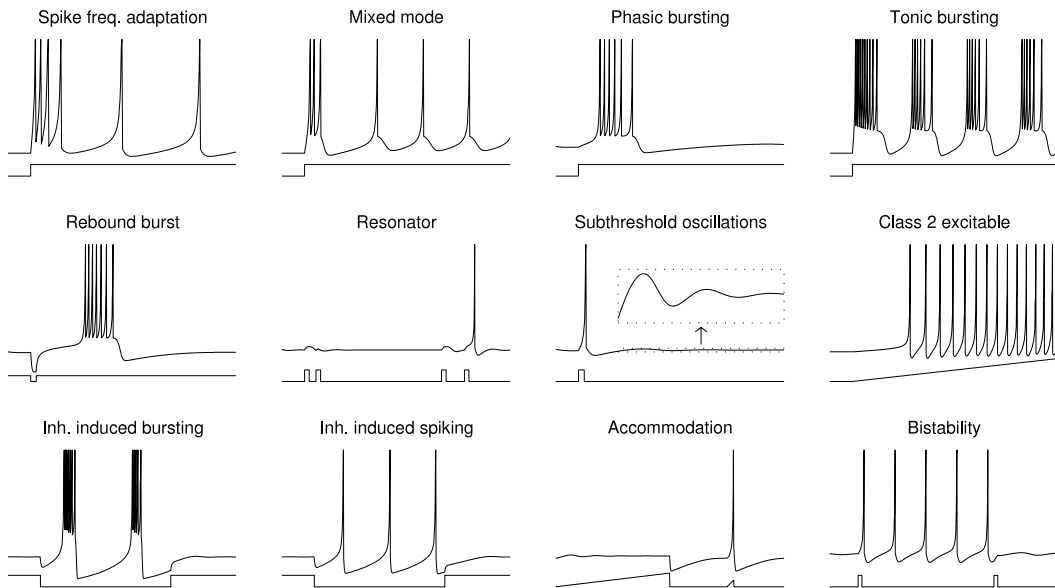 Spike freq. adaptation
Mixed mode
Phasic bursting
Tonic bursting
Rebound burst
Resonator
Subthreshold oscillations
Class 2 excitable
Inh. induced bursting
Inh. induced spiking
Accommodation
Bistability